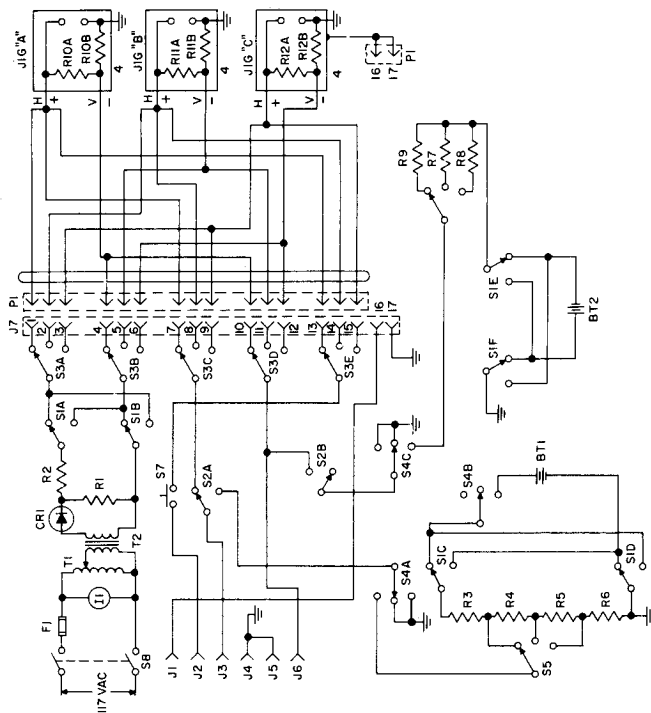 JIG "A"
R10A
R10B
4
H
+
V
-
JIG "B"
R11A
R11B
4
H
+
V
-
JIG "C"
R12A
R12B
4
H
+
V
-
16
17
P1
P1
J7
1
2
3
4
5
6
7
8
9
10
11
12
13
14
15
16
17
S3A
S3B
S3C
S3D
S3E
S1A
S1B
R2
R1
CR1
T1
T2
I1
F1
S8
117 VAC
S7
S2A
S2B
J1
J2
J3
J4
J5
J6
S4A
S4C
S4B
R9
R7
R8
S1E
S1F
BT2
BT1
S1C
S1D
R3
R4
R5
R6
S5